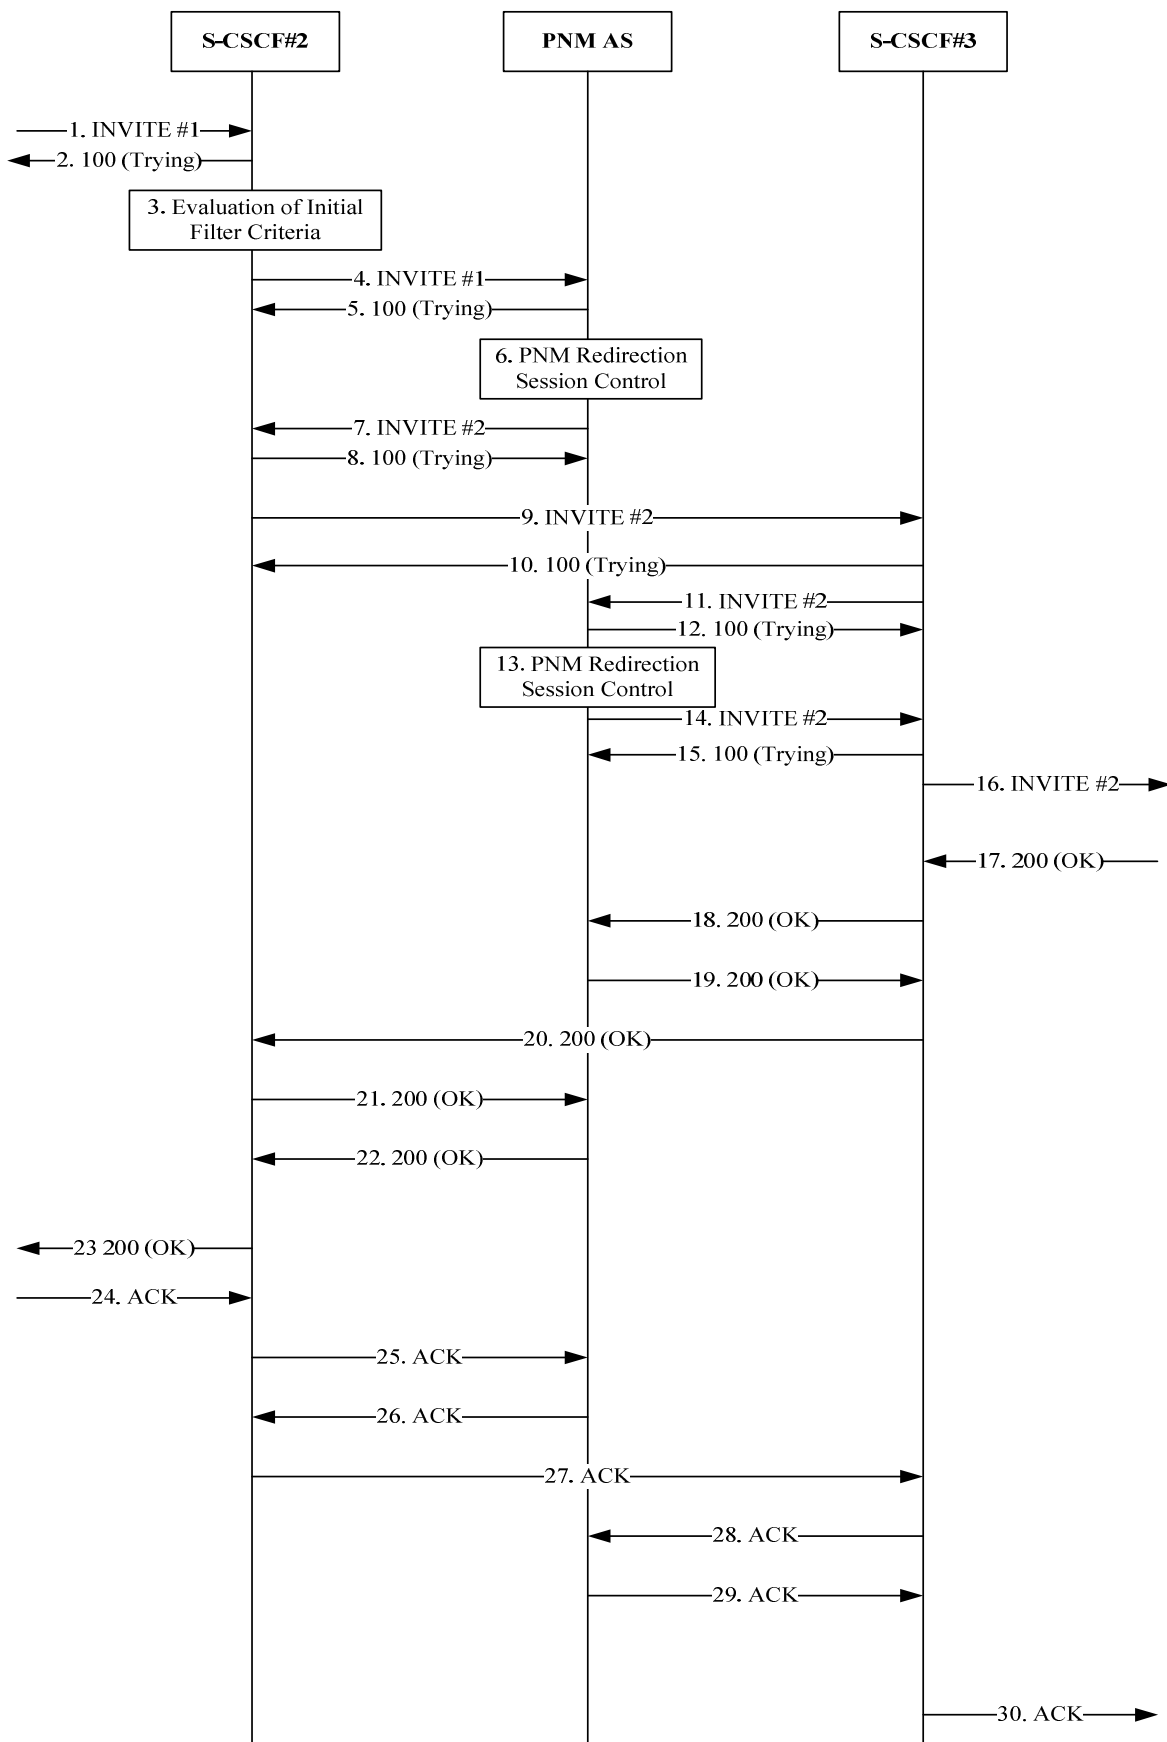 S-CSCF#2
PNM AS
S-CSCF#3
1. INVITE #1
2. 100 (Trying)
3. Evaluation of Initial
Filter Criteria
4. INVITE #1
5. 100 (Trying)
6. PNM Redirection
Session Control
7. INVITE #2
8. 100 (Trying)
9. INVITE #2
10. 100 (Trying)
11. INVITE #2
12. 100 (Trying)
13. PNM Redirection
Session Control
14. INVITE #2
15. 100 (Trying)
16. INVITE #2
17. 200 (OK)
18. 200 (OK)
19. 200 (OK)
20. 200 (OK)
21. 200 (OK)
22. 200 (OK)
23 200 (OK)
24. ACK
25. ACK
26. ACK
27. ACK
28. ACK
29. ACK
30. ACK